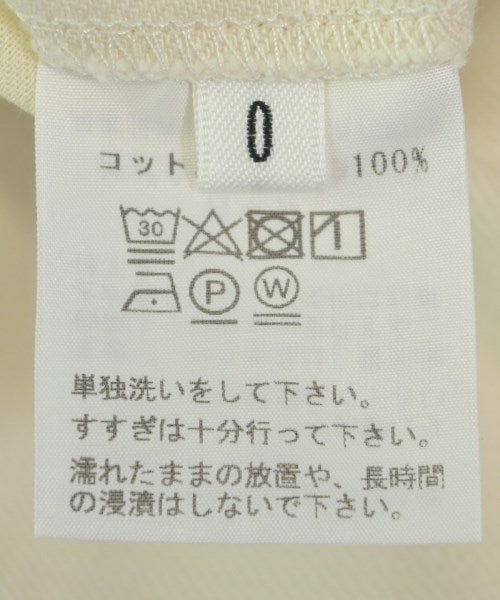 0
コット 100%
30
P W
単独洗いをして下さい。
すすぎは十分行って下さい。
濡れたままの放置や、長時間
の浸漬はしないで下さい。